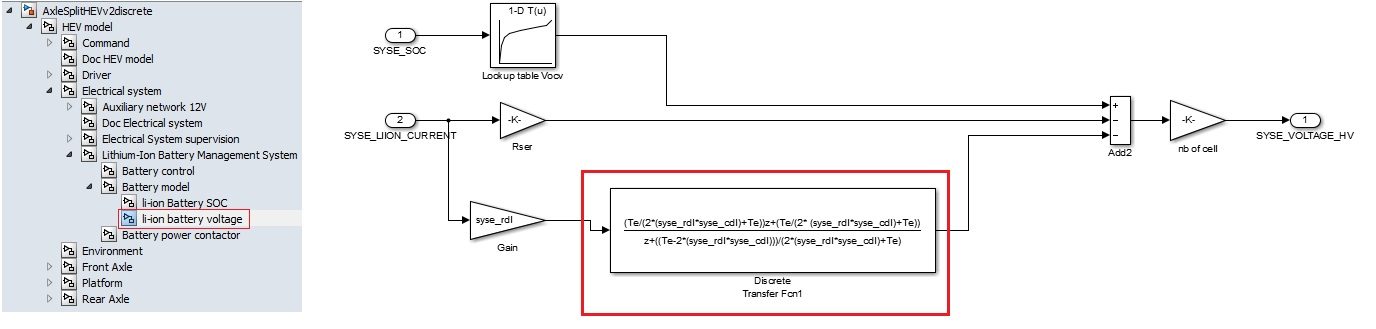 AxleSplitHEVv2discrete
HEV model
Command
Doc HEV model
Driver
Electrical system
Auxiliary network 12V
Doc Electrical system
Electrical System supervision
Lithium-Ion Battery Management System
Battery control
Battery model
li-ion Battery SOC
li-ion battery voltage
Battery power contactor
Environment
Front Axle
Platform
Rear Axle
1
SYSE_SOC
1-D T(u)
Lookup table Vocv
2
SYSE_LIION_CURRENT
-K-
Rser
syse_rdl
Gain
(Te/(2*(syse_rdl*syse_cdl)+Te))z+(Te/(2* (syse_rdl*syse_cdl)+Te))
z+((Te-2*(syse_rdl*syse_cdl)))/(2*(syse_rdl*syse_cdl)+Te)
Discrete
Transfer Fcn1
+
−
−
Add2
-K-
nb of cell
1
SYSE_VOLTAGE_HV